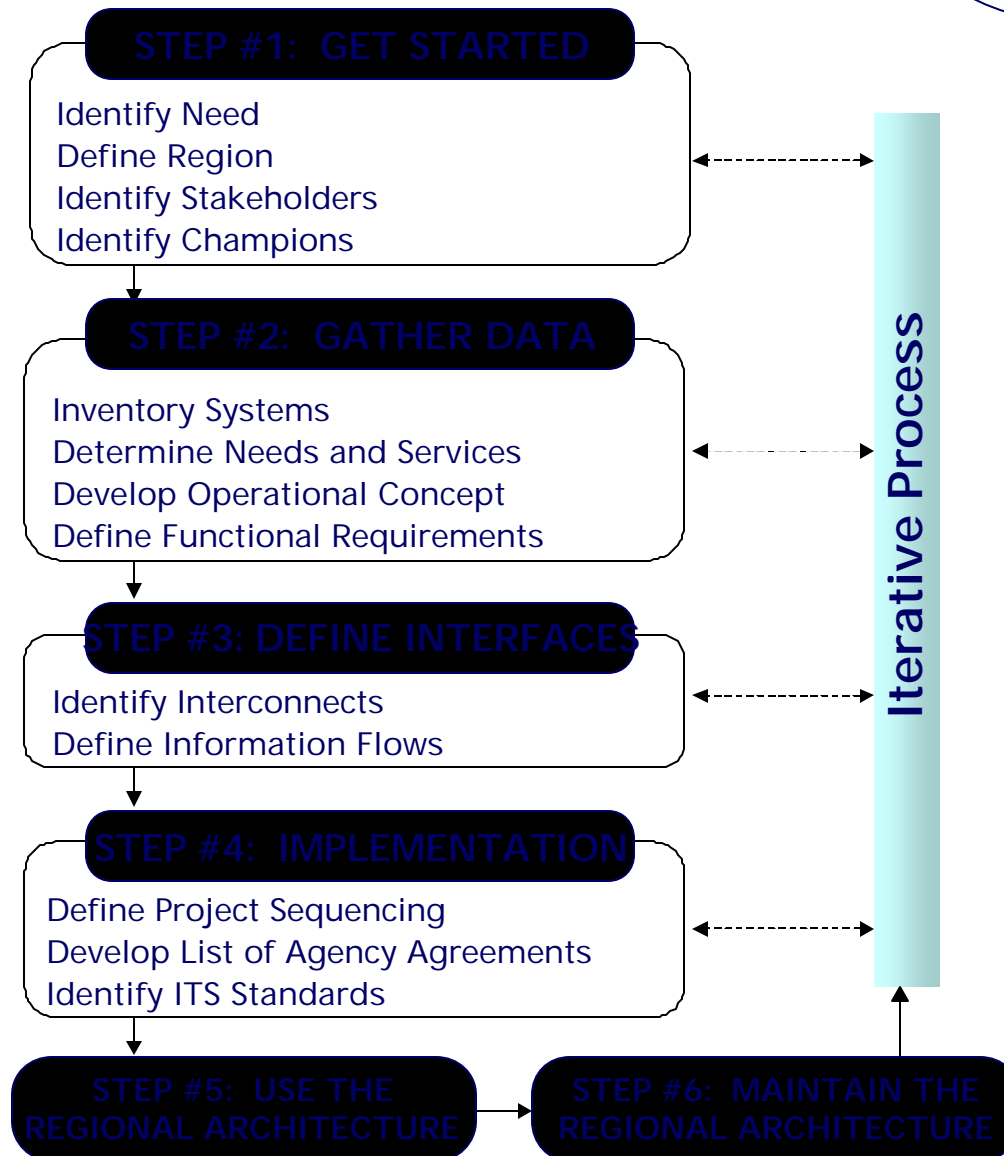 STEP #1: GET STARTED
Identify Need
Define Region
Identify Stakeholders
Identify Champions
STEP #2: GATHER DATA
Inventory Systems
Determine Needs and Services
Develop Operational Concept
Define Functional Requirements
STEP #3: DEFINE INTERFACES
Identify Interconnects
Define Information Flows
STEP #4: IMPLEMENTATION
Define Project Sequencing
Develop List of Agency Agreements
Identify ITS Standards
STEP #5: USE THE
REGIONAL ARCHITECTURE
STEP #6: MAINTAIN THE
REGIONAL ARCHITECTURE
Iterative Process